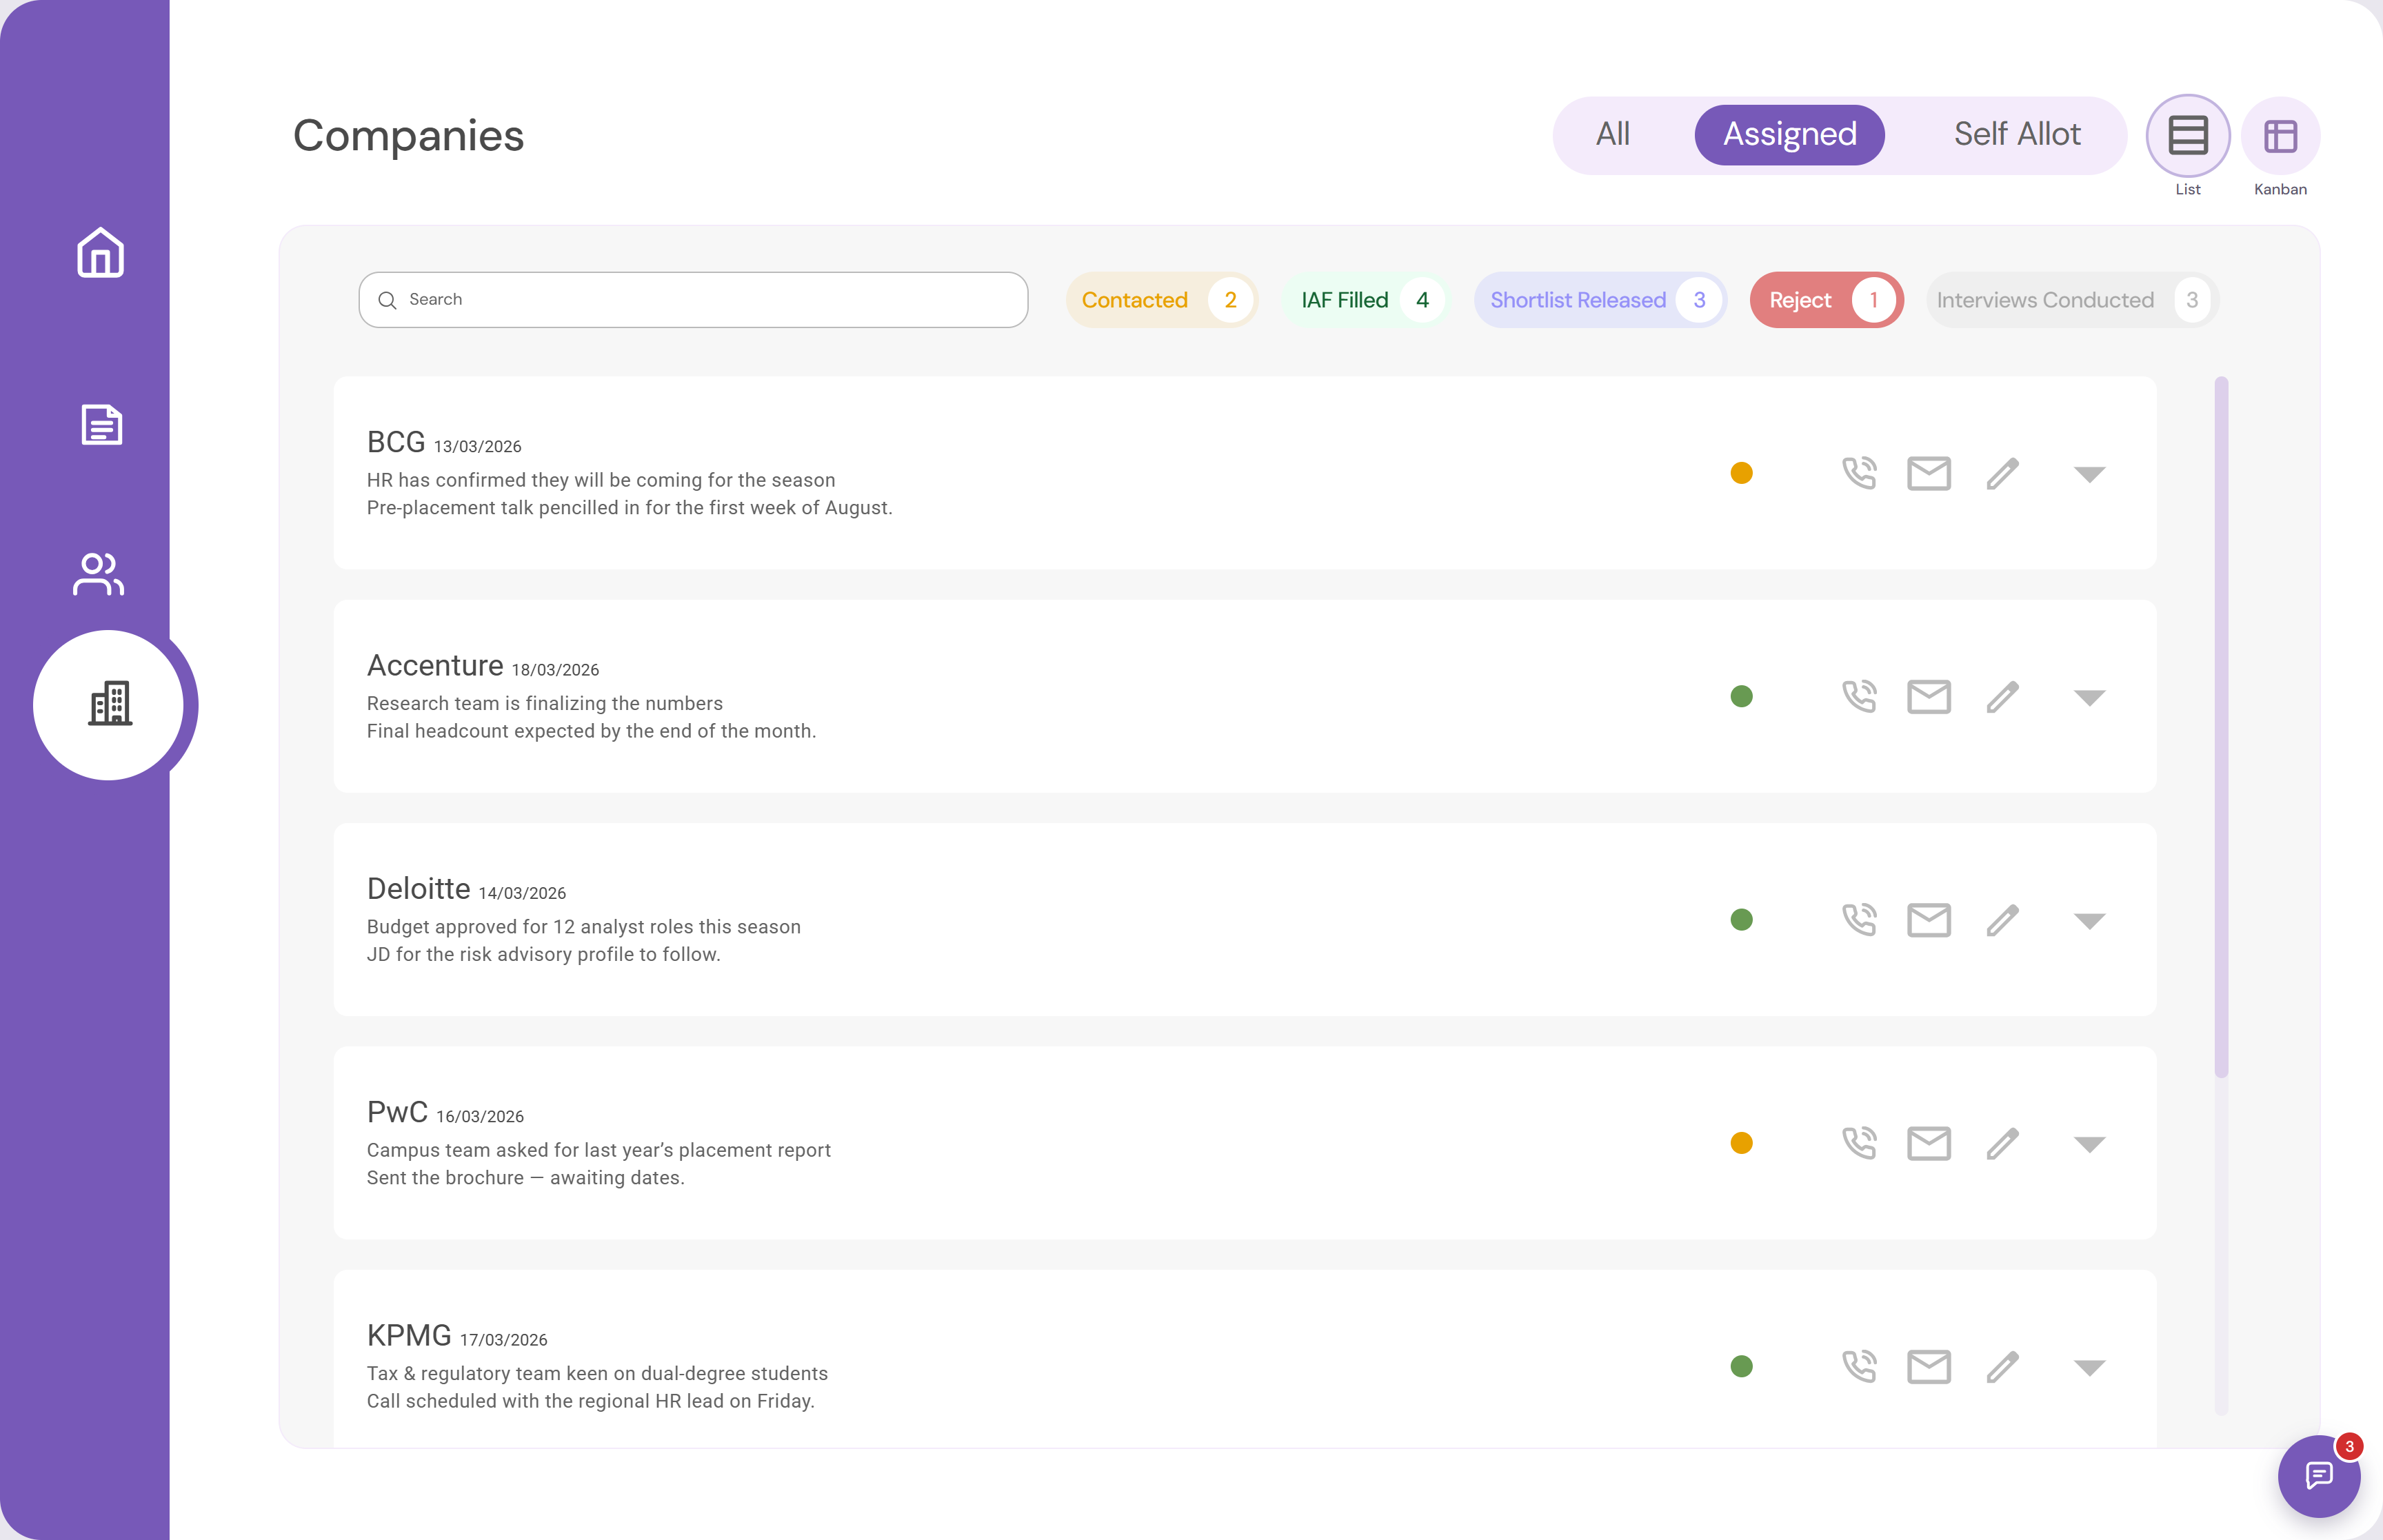 Companies
All
Assigned
Self Allot
List
Kanban
Search
Contacted 2
IAF Filled 4
Shortlist Released 3
Reject 1
Interviews Conducted 3
BCG 13/03/2026
HR has confirmed they will be coming for the season
Pre-placement talk pencilled in for the first week of August.
Accenture 18/03/2026
Research team is finalizing the numbers
Final headcount expected by the end of the month.
Deloitte 14/03/2026
Budget approved for 12 analyst roles this season
JD for the risk advisory profile to follow.
PwC 16/03/2026
Campus team asked for last year’s placement report
Sent the brochure — awaiting dates.
KPMG 17/03/2026
Tax & regulatory team keen on dual-degree students
Call scheduled with the regional HR lead on Friday.
3